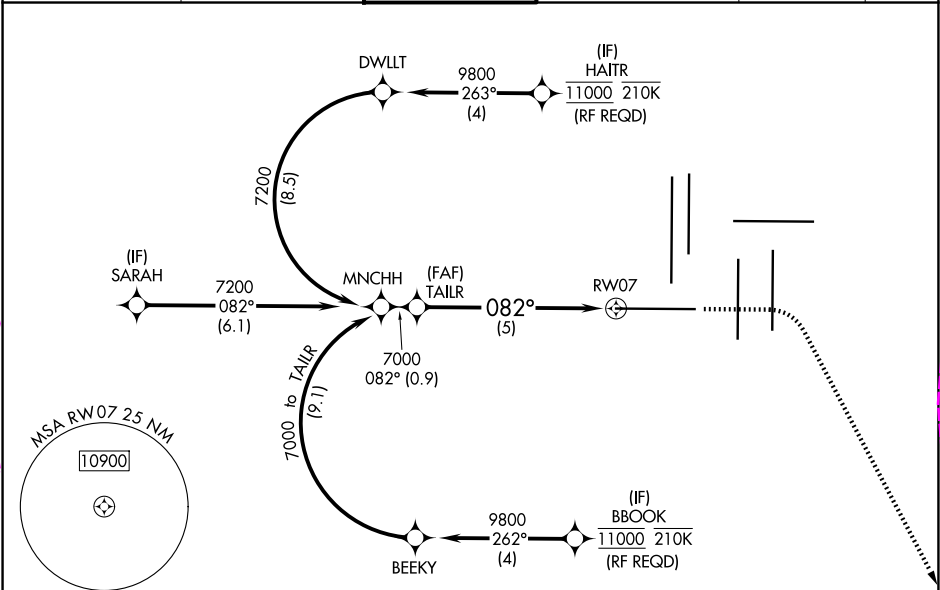 DWLLT
9800
263°
(4)
(IF)
HAITR
11000 210K
(RF REQD)
7200
(8.5)
(IF)
SARAH
7200
082°
(6.1)
MNCHH
(FAF)
TAILR
082°
(5)
RW07
7000
082° (0.9)
7000 to TAILR
(9.1)
MSA RW07 25 NM
10900
BEEKY
9800
262°
(4)
(IF)
BBOOK
11000 210K
(RF REQD)